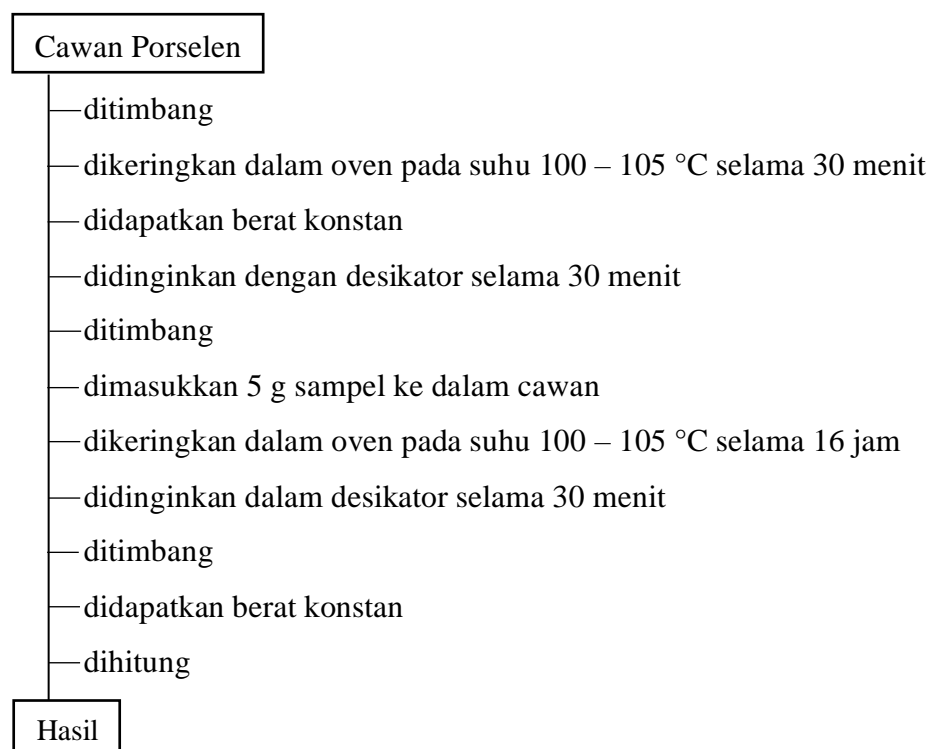 Cawan Porselen
ditimbang
dikeringkan dalam oven pada suhu 100 – 105 °C selama 30 menit
didapatkan berat konstan
didinginkan dengan desikator selama 30 menit
ditimbang
dimasukkan 5 g sampel ke dalam cawan
dikeringkan dalam oven pada suhu 100 – 105 °C selama 16 jam
didinginkan dalam desikator selama 30 menit
ditimbang
didapatkan berat konstan
dihitung
Hasil